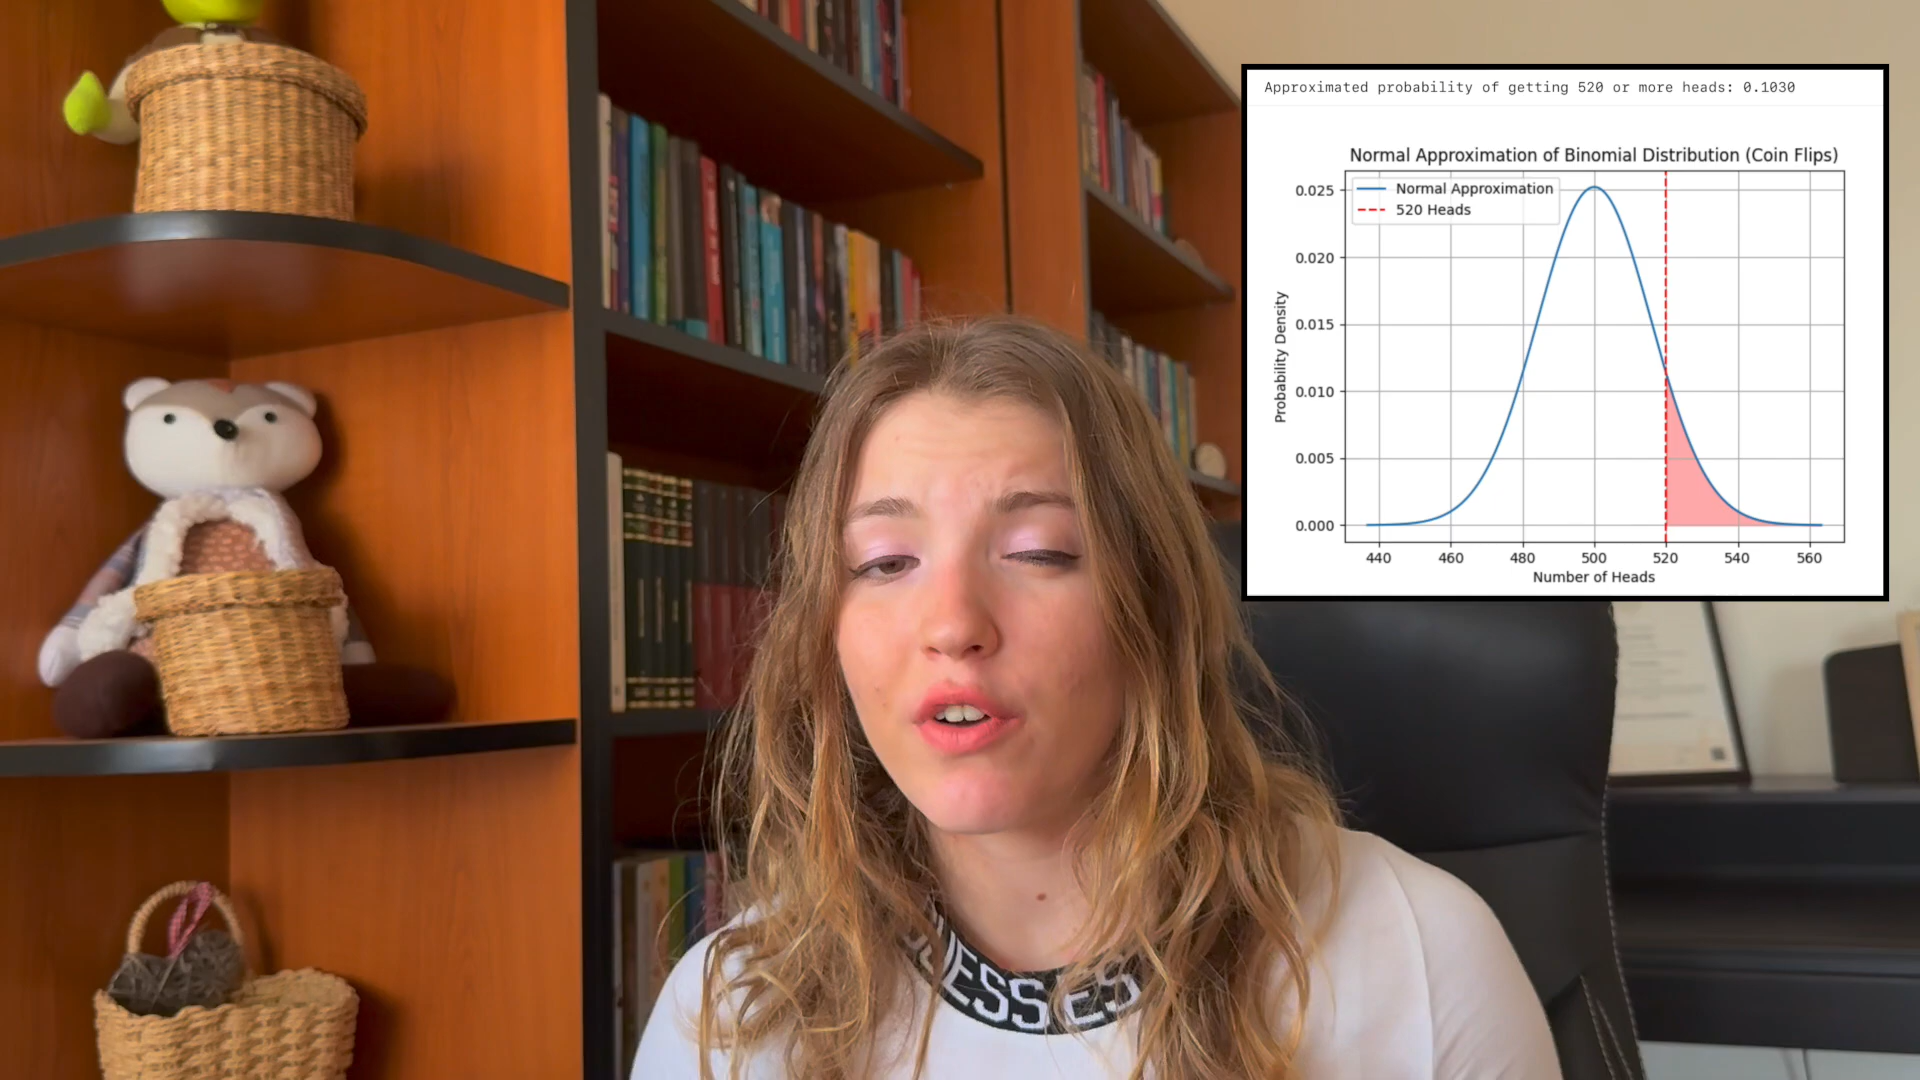 Approximated probability of getting 520 or more heads: 0.1030
Normal Approximation of Binomial Distribution (Coin Flips)
Normal Approximation
520 Heads
0.025
0.020
0.015
0.010
0.005
0.000
Probability Density
440 460 480 500 520 540 560
Number of Heads